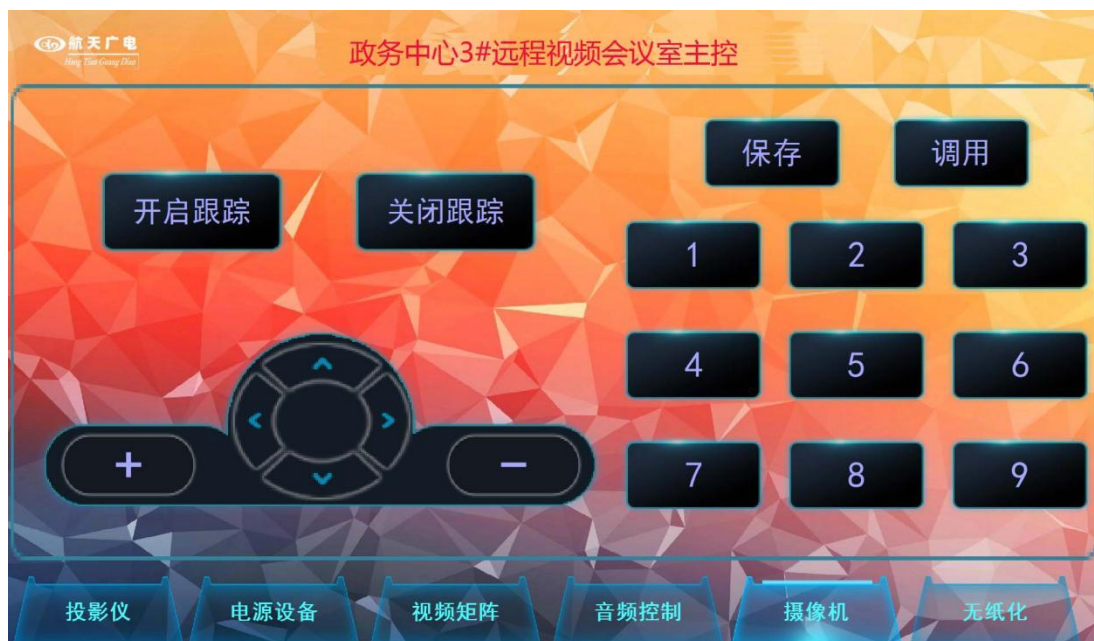 航天广电
Hang Tian Guang Dian
政务中心3#远程视频会议室主控
保存 调用
开启跟踪 关闭跟踪
1 2 3
4 5 6
+ −
7 8 9
投影仪 电源设备 视频矩阵 音频控制 摄像机 无纸化